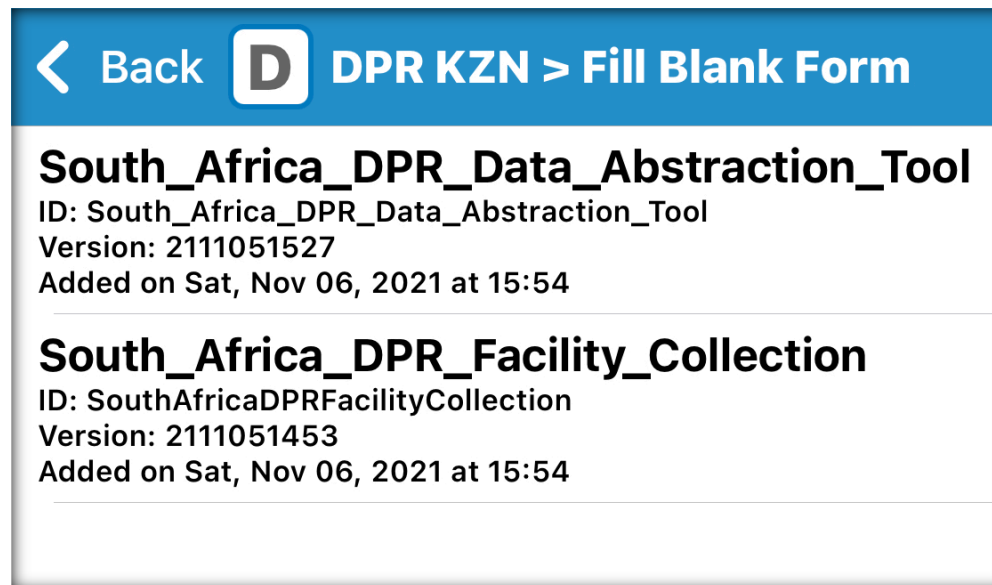 Back D DPR KZN > Fill Blank Form
South_Africa_DPR_Data_Abstraction_Tool
ID: South_Africa_DPR_Data_Abstraction_Tool
Version: 2111051527
Added on Sat, Nov 06, 2021 at 15:54
South_Africa_DPR_Facility_Collection
ID: SouthAfricaDPRFacilityCollection
Version: 2111051453
Added on Sat, Nov 06, 2021 at 15:54